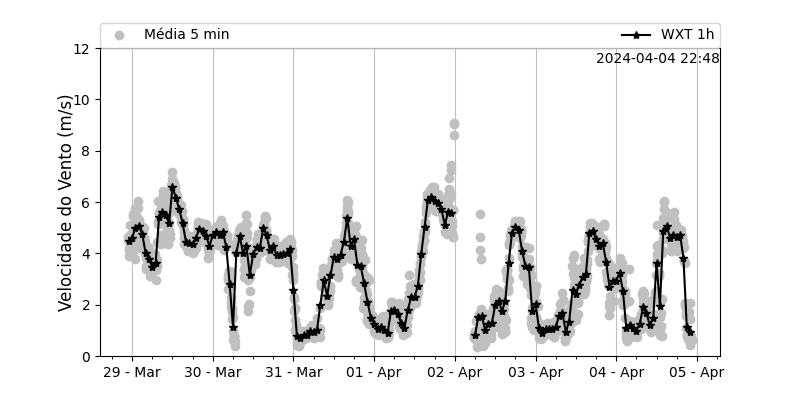 Média 5 min
WXT 1h
2024-04-04 22:48
Velocidade do Vento (m/s)
12
10
8
6
4
2
0
29 - Mar
30 - Mar
31 - Mar
01 - Apr
02 - Apr
03 - Apr
04 - Apr
05 - Apr